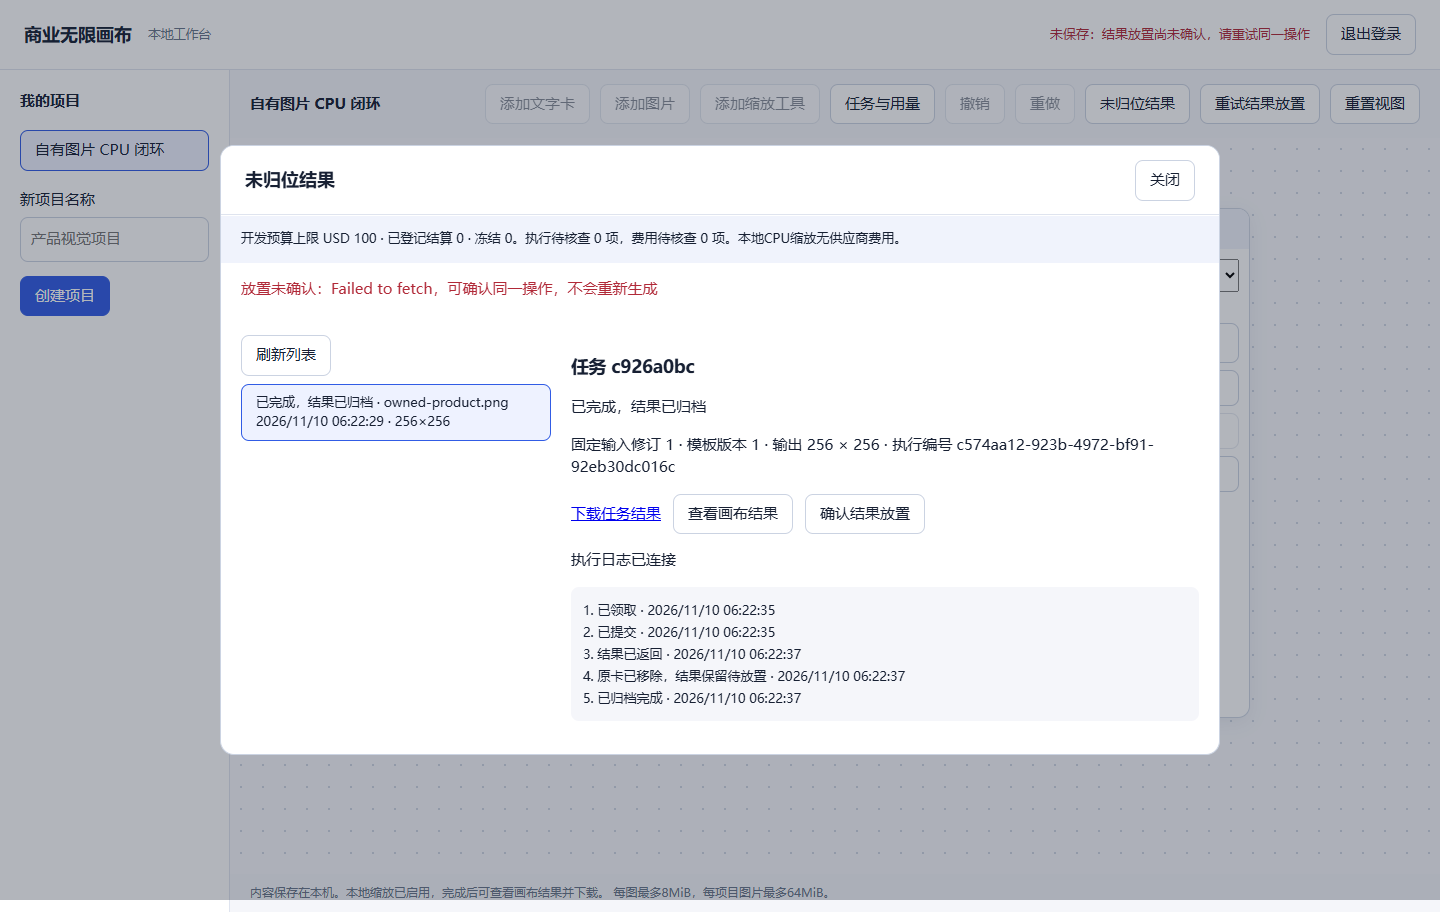 商业无限画布 本地工作台 未保存：结果放置尚未确认，请重试同一操作 退出登录
我的项目
自有图片 CPU 闭环
新项目名称
产品视觉项目
创建项目
自有图片 CPU 闭环 添加文字卡 添加图片 添加缩放工具 任务与用量 撤销 重做 未归位结果 重试结果放置 重置视图
未归位结果 关闭
开发预算上限 USD 100 · 已登记结算 0 · 冻结 0。执行待核查 0 项，费用待核查 0 项。本地CPU缩放无供应商费用。
放置未确认：Failed to fetch，可确认同一操作，不会重新生成
刷新列表
已完成，结果已归档 · owned-product.png
2026/11/10 06:22:29 · 256×256
任务 c926a0bc
已完成，结果已归档
固定输入修订 1 · 模板版本 1 · 输出 256 × 256 · 执行编号 c574aa12-923b-4972-bf91-
92eb30dc016c
下载任务结果 查看画布结果 确认结果放置
执行日志已连接
1. 已领取 · 2026/11/10 06:22:35
2. 已提交 · 2026/11/10 06:22:35
3. 结果已返回 · 2026/11/10 06:22:37
4. 原卡已移除，结果保留待放置 · 2026/11/10 06:22:37
5. 已归档完成 · 2026/11/10 06:22:37
内容保存在本机。本地缩放已启用，完成后可查看画布结果并下载。 每图最多8MiB，每项目图片最多64MiB。